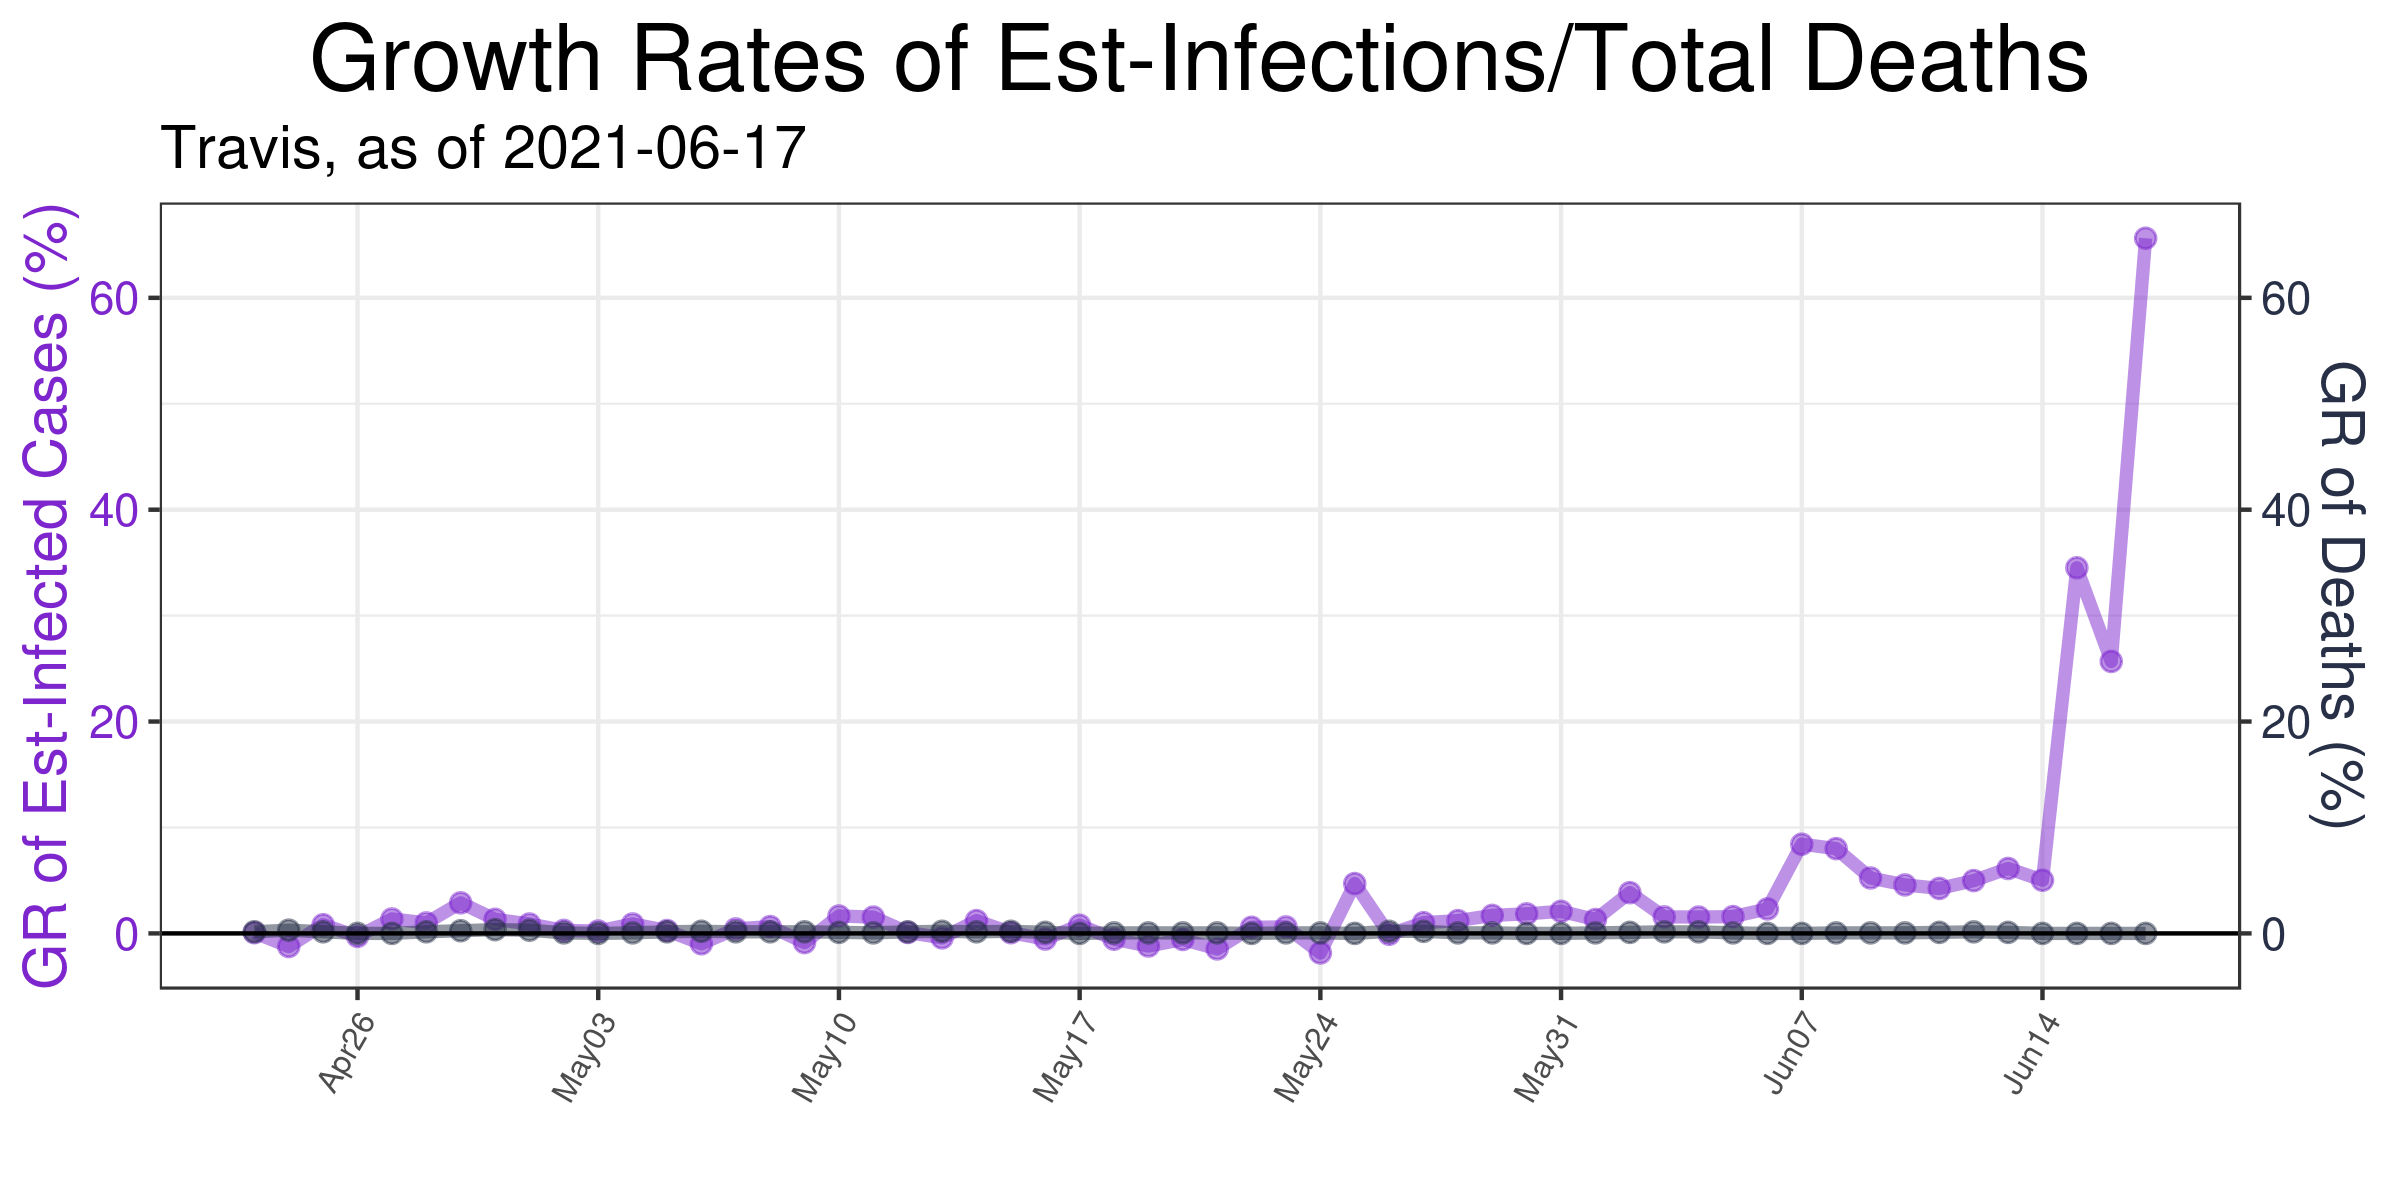 Growth Rates of Est-Infections/Total Deaths
Travis, as of 2021-06-17
GR of Est-Infected Cases (%)
60
40
20
0
60
40
20
0
GR of Deaths (%)
Apr26
May03
May10
May17
May24
May31
Jun07
Jun14